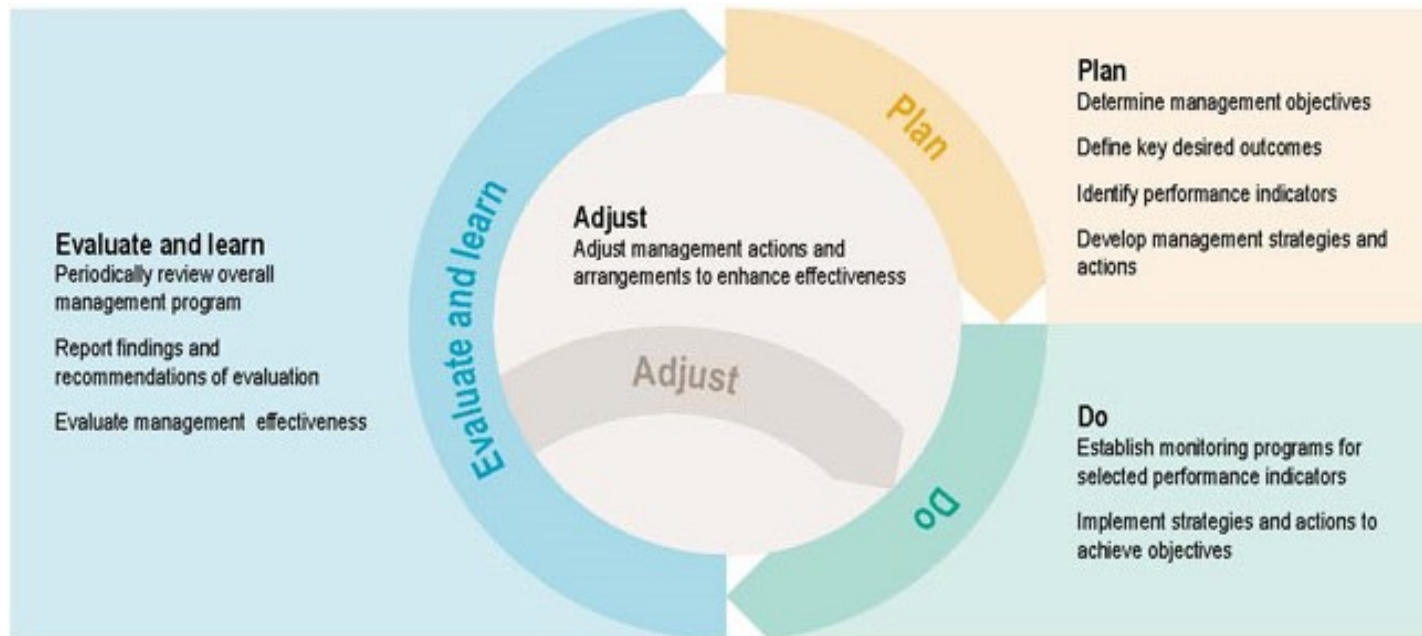 Evaluate and learn
Periodically review overall
management program
Report findings and
recommendations of evaluation
Evaluate management effectiveness
Evaluate and learn
Adjust
Adjust management actions and
arrangements to enhance effectiveness
Adjust
Plan
Plan
Determine management objectives
Define key desired outcomes
Identify performance indicators
Develop management strategies and
actions
Do
Do
Establish monitoring programs for
selected performance indicators
Implement strategies and actions to
achieve objectives